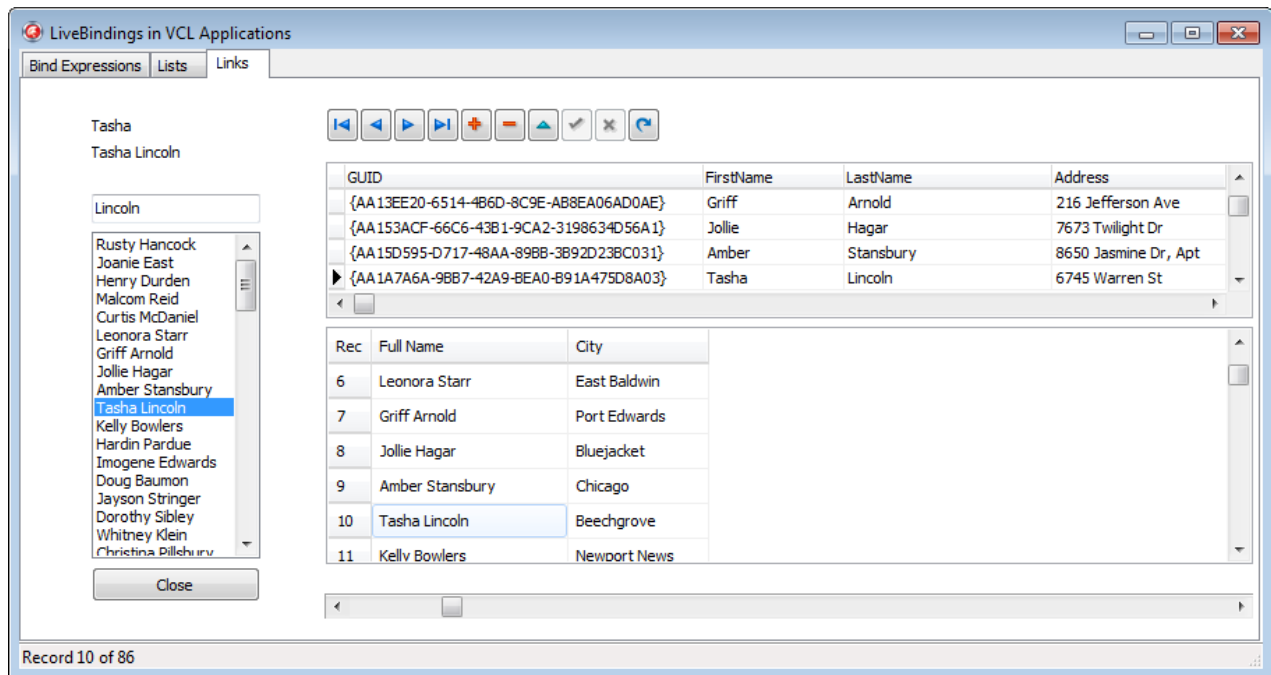 LiveBindings in VCL Applications
Bind Expressions Lists Links
Tasha
Tasha Lincoln
Lincoln
Rusty Hancock
Joanie East
Henry Durden
Malcom Reid
Curtis McDaniel
Leonora Starr
Griff Arnold
Jollie Hagar
Amber Stansbury
Tasha Lincoln
Kelly Bowlers
Hardin Pardue
Imogene Edwards
Doug Baumon
Jayson Stringer
Dorothy Sibley
Whitney Klein
Christina Pillsbury
Close
GUID FirstName LastName Address
{AA13EE20-6514-4B6D-8C9E-AB8EA06AD0AE} Griff Arnold 216 Jefferson Ave
{AA153ACF-66C6-43B1-9CA2-3198634D56A1} Jollie Hagar 7673 Twilight Dr
{AA15D595-D717-48AA-89BB-3B92D23BC031} Amber Stansbury 8650 Jasmine Dr, Apt
{AA1A7A6A-9BB7-42A9-BEA0-B91A475D8A03} Tasha Lincoln 6745 Warren St
Rec Full Name City
6 Leonora Starr East Baldwin
7 Griff Arnold Port Edwards
8 Jollie Hagar Bluejacket
9 Amber Stansbury Chicago
10 Tasha Lincoln Beechgrove
11 Kelly Bowlers Newport News
Record 10 of 86